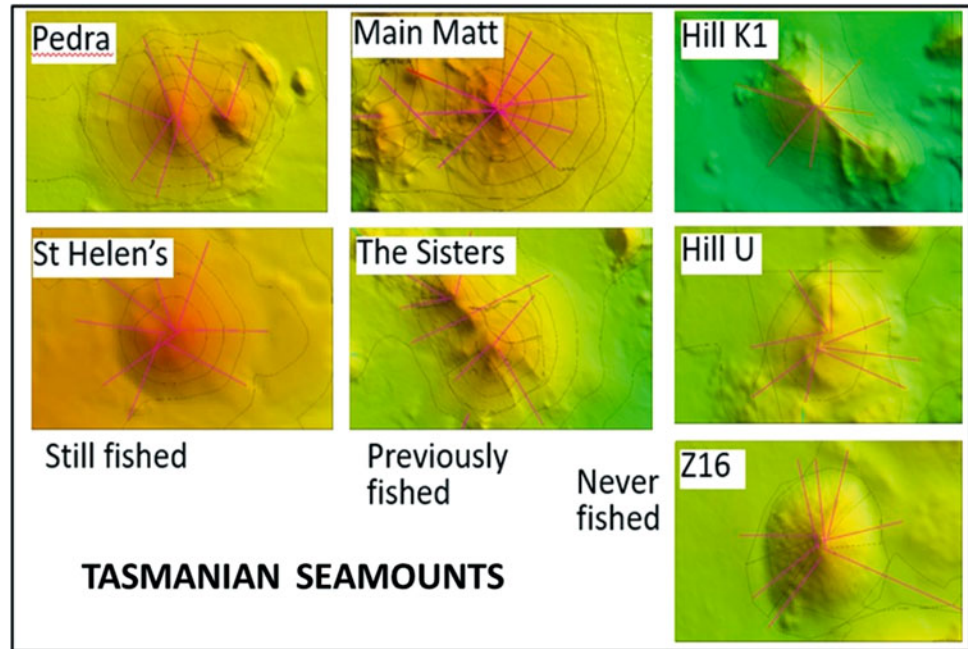 Pedra
Main Matt
Hill K1
St Helen's
The Sisters
Hill U
Still fished
Previously
fished
Never
fished
Z16
TASMANIAN SEAMOUNTS